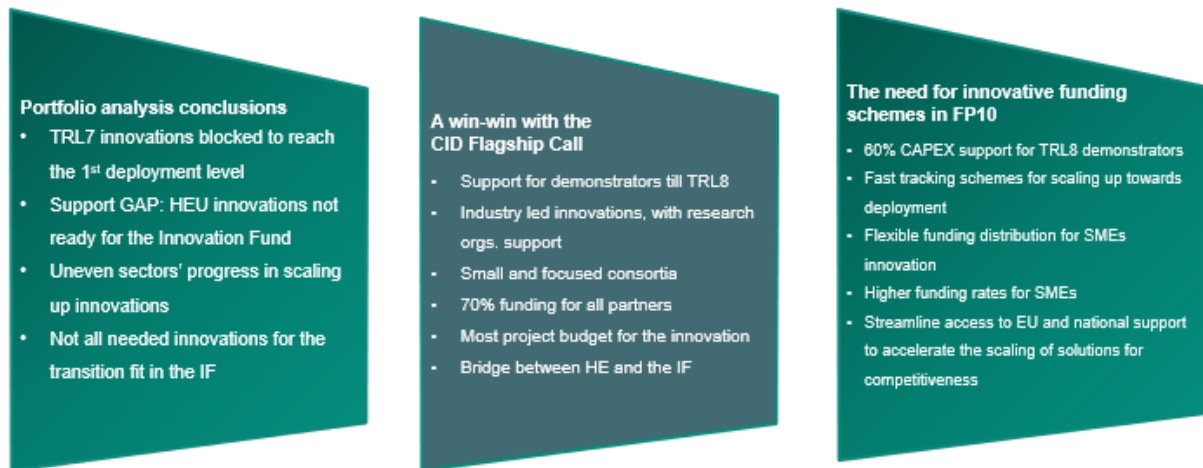 Portfolio analysis conclusions
• TRL7 innovations blocked to reach
the 1st deployment level
• Support GAP: HEU innovations not
ready for the Innovation Fund
• Uneven sectors' progress in scaling
up innovations
• Not all needed innovations for the
transition fit in the IF
A win-win with the
CID Flagship Call
- Support for demonstrators till TRL8
- Industry led innovations, with research
orgs. support
- Small and focused consortia
- 70% funding for all partners
- Most project budget for the innovation
- Bridge between HE and the IF
The need for innovative funding
schemes in FP10
• 60% CAPEX support for TRL8 demonstrators
• Fast tracking schemes for scaling up towards
deployment
• Flexible funding distribution for SMEs
innovation
• Higher funding rates for SMEs
• Streamline access to EU and national support
to accelerate the scaling of solutions for
competitiveness